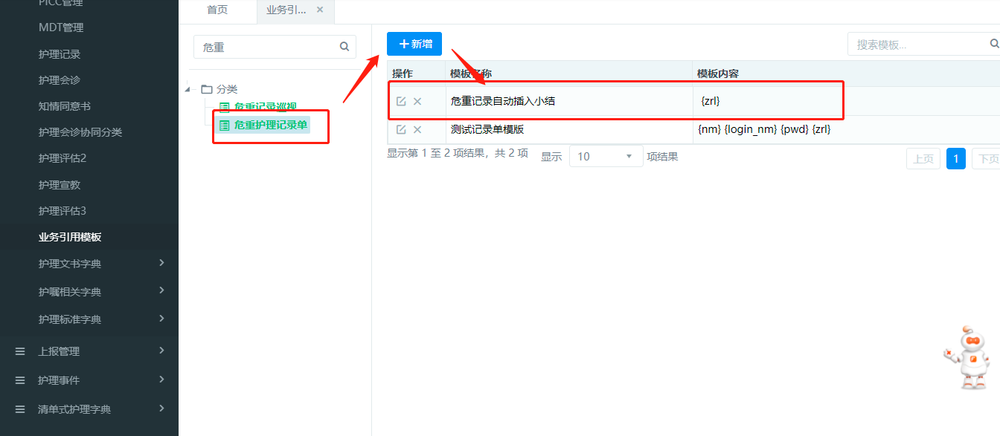 PICC管理
MDT管理
护理记录
护理会诊
知情同意书
护理会诊协同分类
护理评估2
护理宣教
护理评估3
业务引用模板
护理文书字典
护嘱相关字典
护理标准字典
上报管理
护理事件
清单式护理字典
首页
业务引...
危重
分类
危重记录巡视
危重护理记录单
新增
搜索模板...
操作 模板名称 模板内容
危重记录自动插入小结 {zrl}
测试记录单模版 {nm} {login_nm} {pwd} {zrl}
显示第 1 至 2 项结果，共 2 项 显示 10 项结果
上页 1 下页